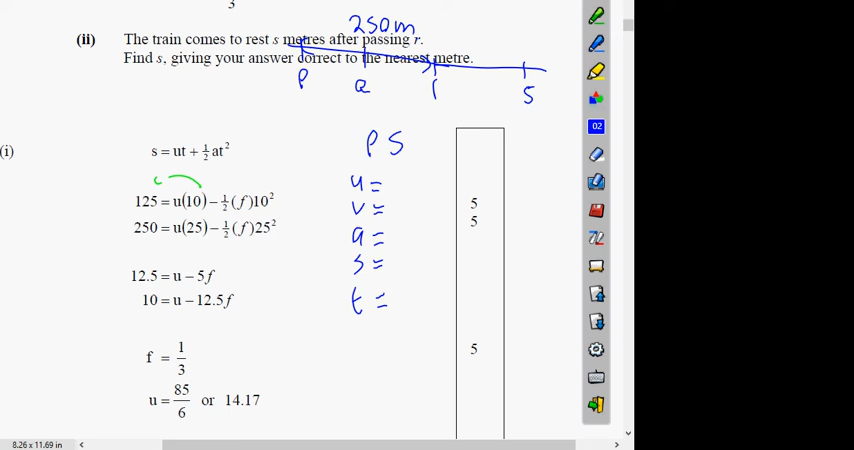 3
250m
(ii) The train comes to rest s metres after passing r.
Find s, giving your answer correct to the nearest metre.
P Q r S
(i) s = ut + ½at²
P S
u =
125 = u(10) − ½(f)10² 5
v =
250 = u(25) − ½(f)25² 5
a =
s =
12.5 = u − 5f
10 = u − 12.5f
t =
f = 1/3 5
u = 85/6 or 14.17
02
8.26 x 11.69 in